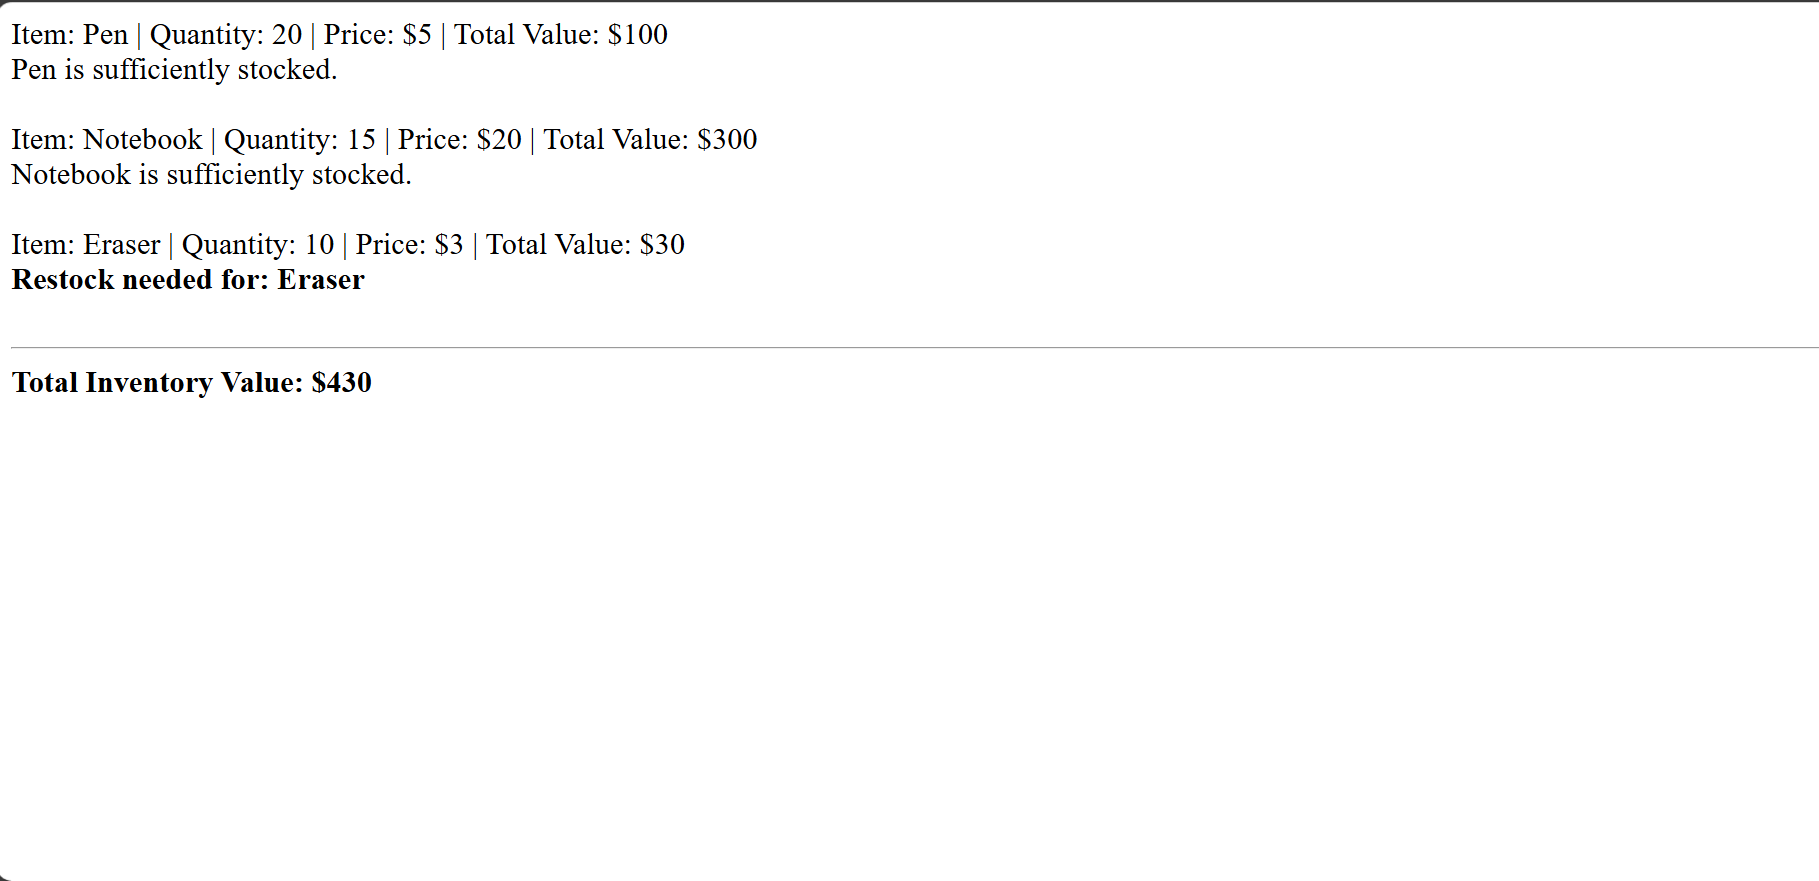 Item: Pen | Quantity: 20 | Price: $5 | Total Value: $100
Pen is sufficiently stocked.
Item: Notebook | Quantity: 15 | Price: $20 | Total Value: $300
Notebook is sufficiently stocked.
Item: Eraser | Quantity: 10 | Price: $3 | Total Value: $30
Restock needed for: Eraser
Total Inventory Value: $430